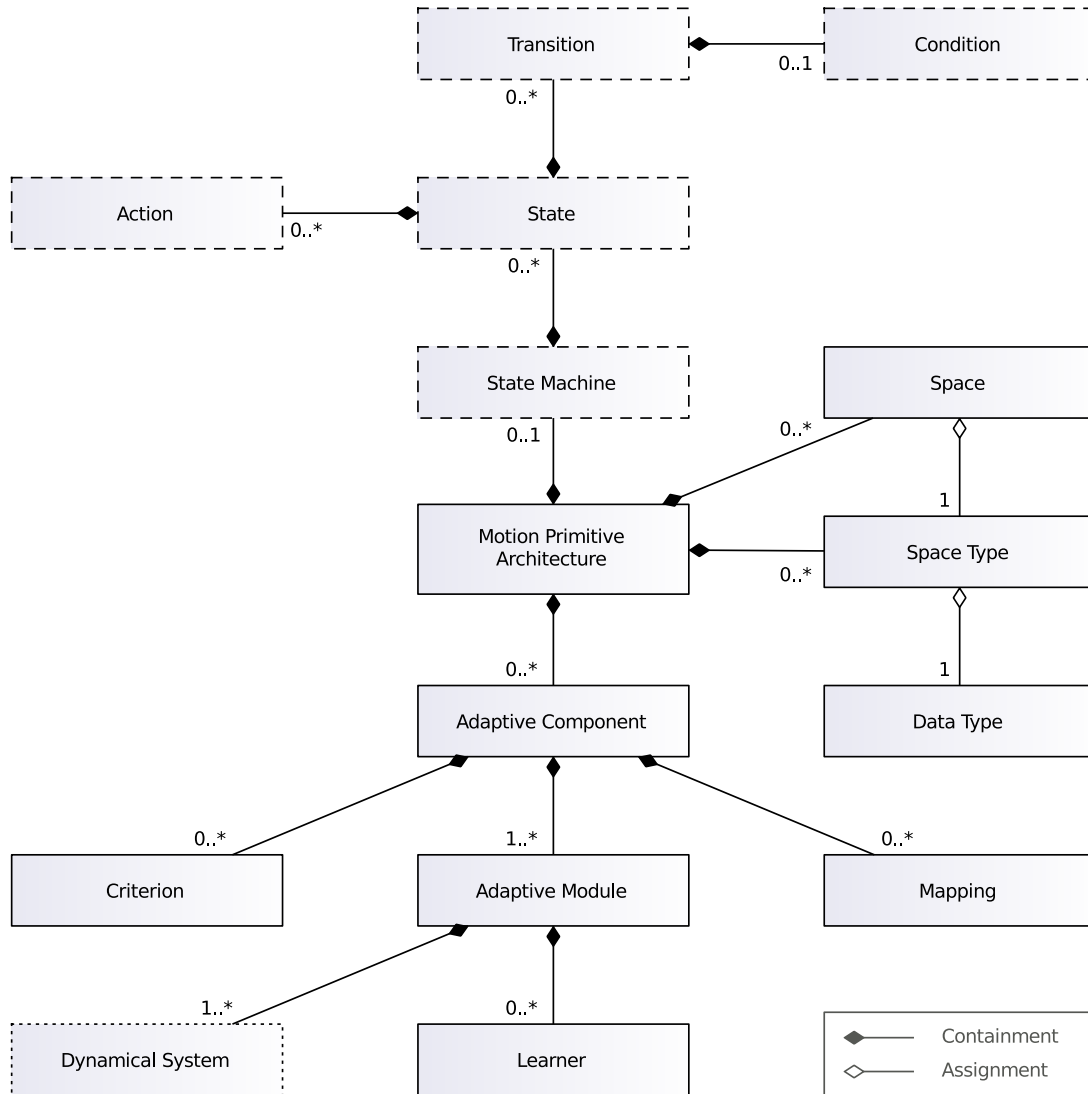 Transition
Condition
0..1
0..*
Action
State
0..*
0..*
State Machine
Space
0..1
0..*
1
Motion Primitive
Architecture
Space Type
0..*
0..*
1
Adaptive Component
Data Type
0..*
1..*
0..*
Criterion
Adaptive Module
Mapping
1..*
0..*
Dynamical System
Learner
Containment
Assignment